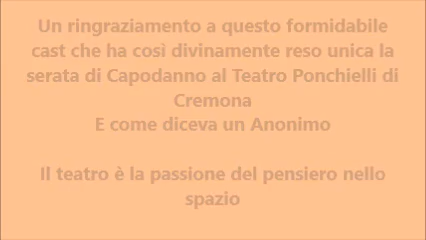 Un ringraziamento a questo formidabile
cast che ha così divinamente reso unica la
serata di Capodanno al Teatro Ponchielli di
Cremona
E come diceva un Anonimo
Il teatro è la passione del pensiero nello
spazio